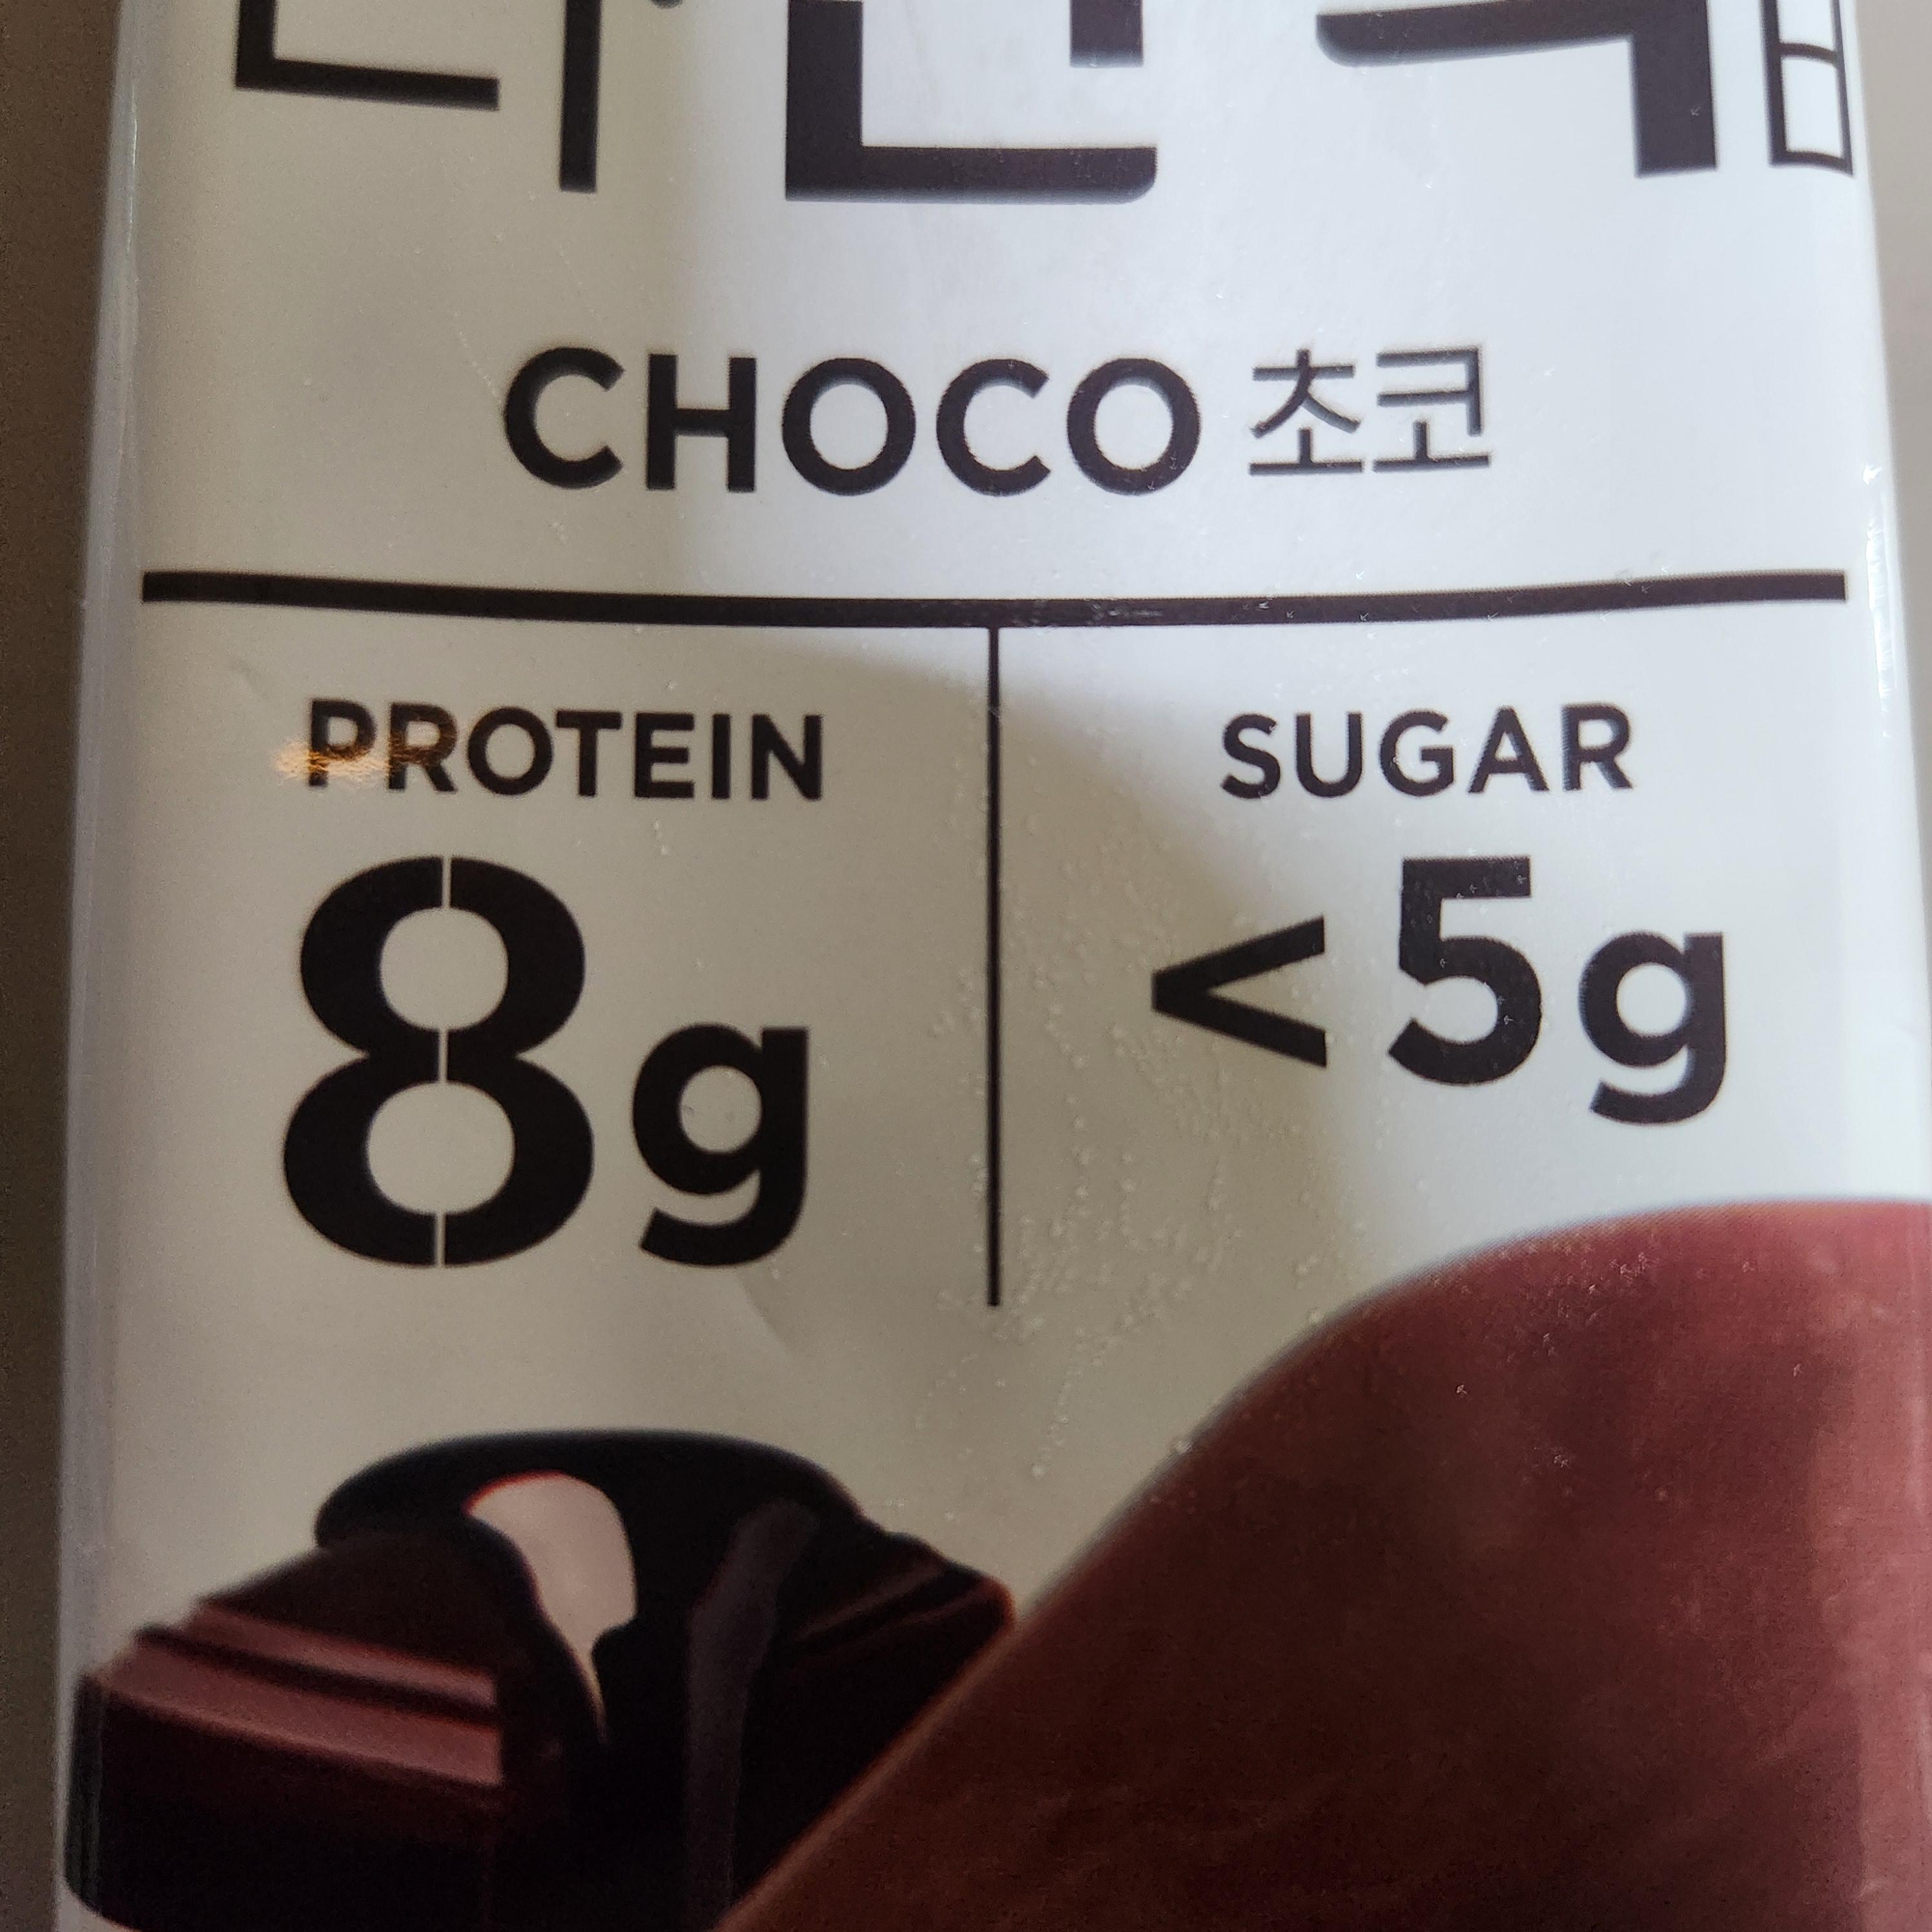 CHOCO 초코
PROTEIN
SUGAR
8g
<5g